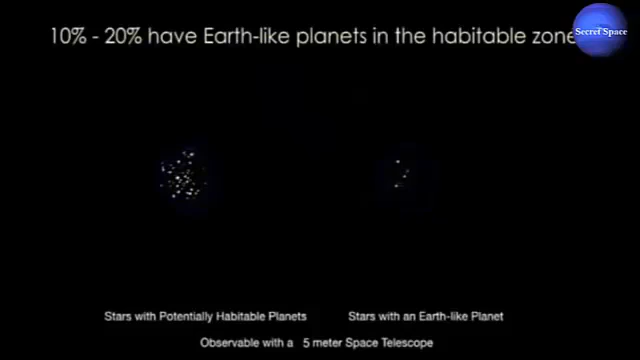 10% - 20% have Earth-like planets in the habitable zone
Secret Space
Stars with Potentially Habitable Planets
Stars with an Earth-like Planet
Observable with a 5 meter Space Telescope